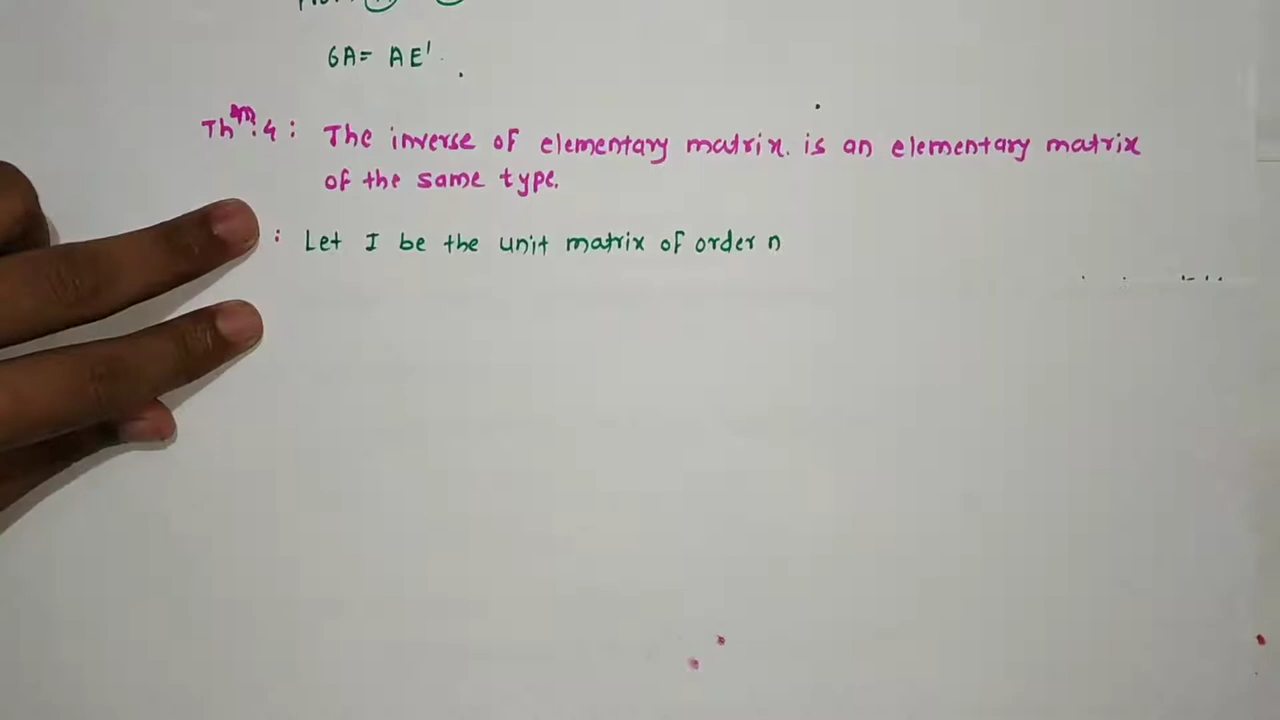 6A = AE'.
Thm:4: The inverse of elementary matrix. is an elementary matrix
of the same type.
: Let I be the unit matrix of order n